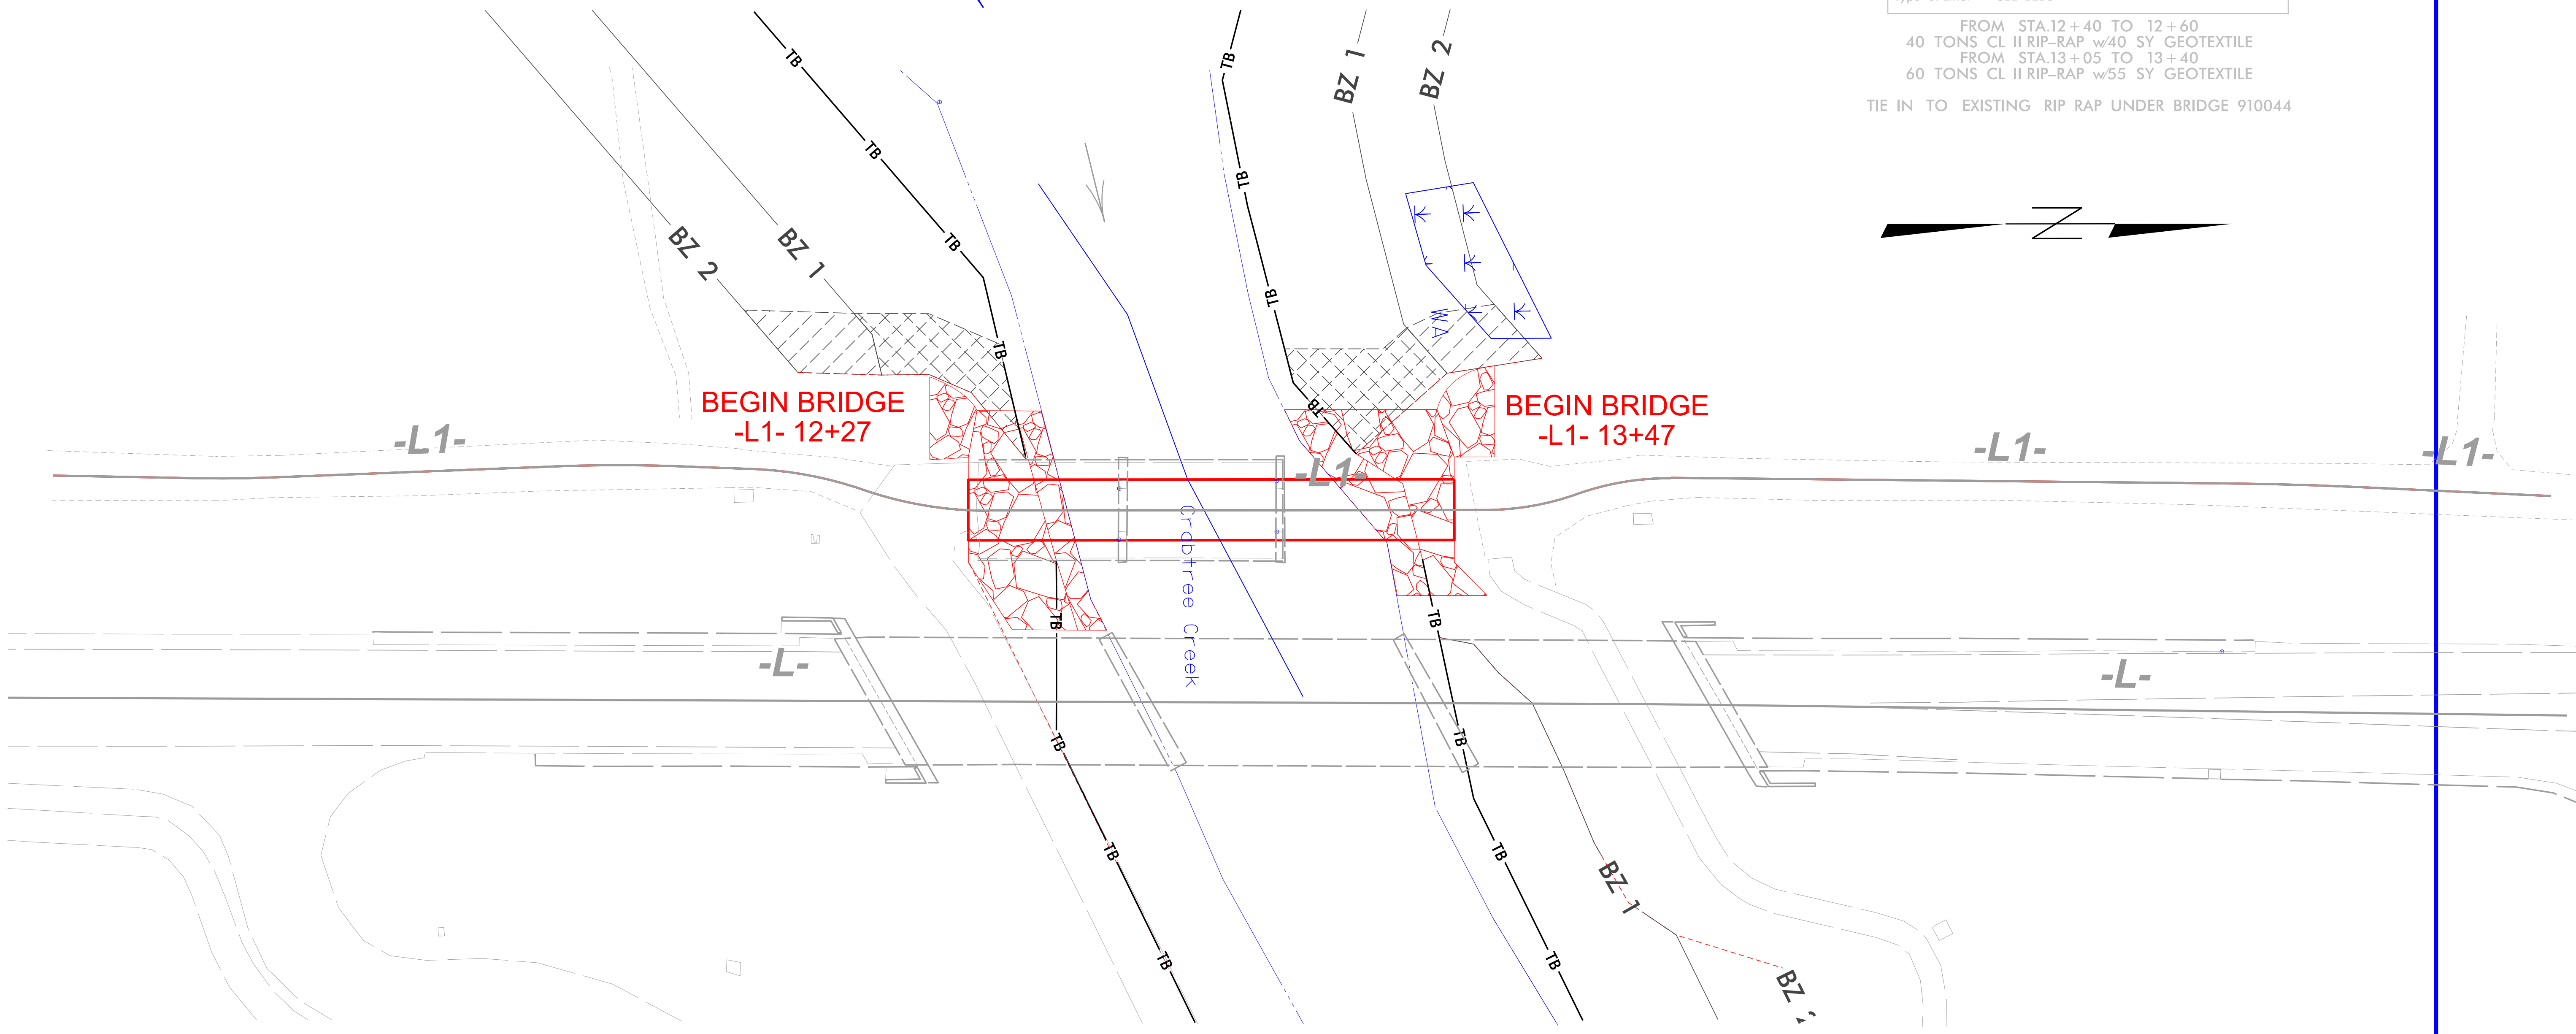 FROM STA.12+40 TO 12+60
40 TONS CL II RIP-RAP w/40 SY GEOTEXTILE
FROM STA.13+05 TO 13+40
60 TONS CL II RIP-RAP w/55 SY GEOTEXTILE
TIE IN TO EXISTING RIP RAP UNDER BRIDGE 910044
TB
TB
BZ 1
BZ 2
TB
TB
BZ 2
BZ 1
TB
N
TB
WA
TB
BEGIN BRIDGE
-L1- 12+27
TB
BEGIN BRIDGE
-L1- 13+47
-L1-
-L1-
-L1-
-L1-
Crabtree Creek
TB
TB
-L-
-L-
TB
TB
TB
TB
BZ 1
TB
TB
BZ